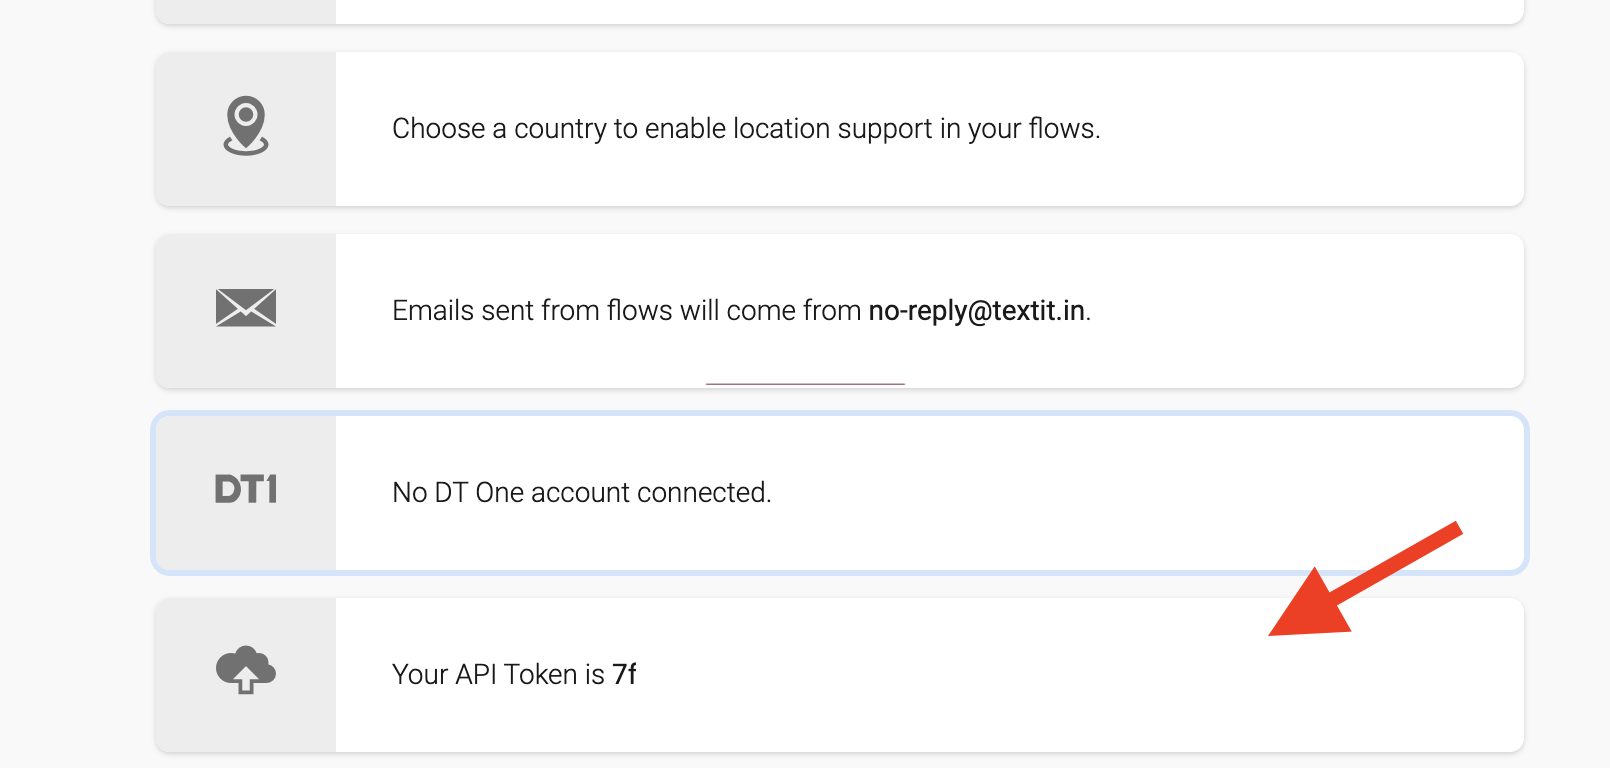 Choose a country to enable location support in your flows.
Emails sent from flows will come from no-reply@textit.in.
DT1
No DT One account connected.
Your API Token is 7f